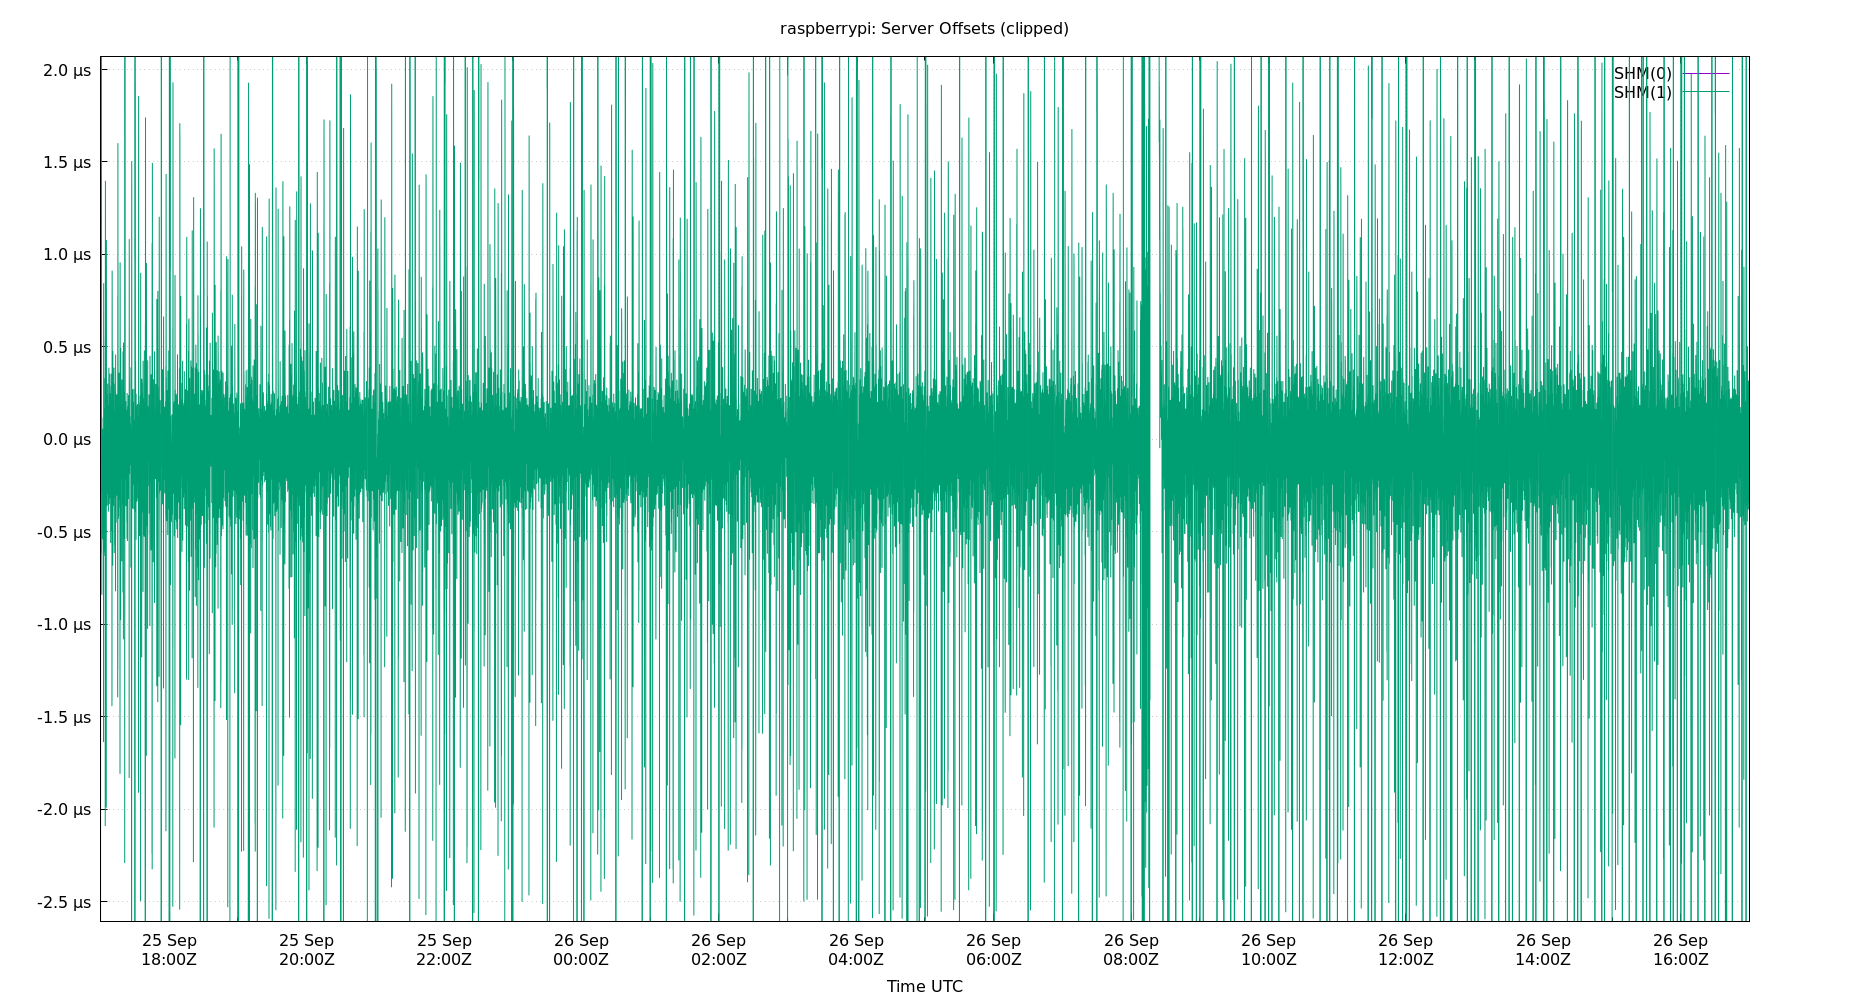 raspberrypi: Server Offsets (clipped)
2.0 µs
1.5 µs
1.0 µs
0.5 µs
0.0 µs
-0.5 µs
-1.0 µs
-1.5 µs
-2.0 µs
-2.5 µs
SHM(0)
SHM(1)
25 Sep 25 Sep 25 Sep 26 Sep 26 Sep 26 Sep 26 Sep 26 Sep 26 Sep 26 Sep 26 Sep 26 Sep
18:00Z 20:00Z 22:00Z 00:00Z 02:00Z 04:00Z 06:00Z 08:00Z 10:00Z 12:00Z 14:00Z 16:00Z
Time UTC